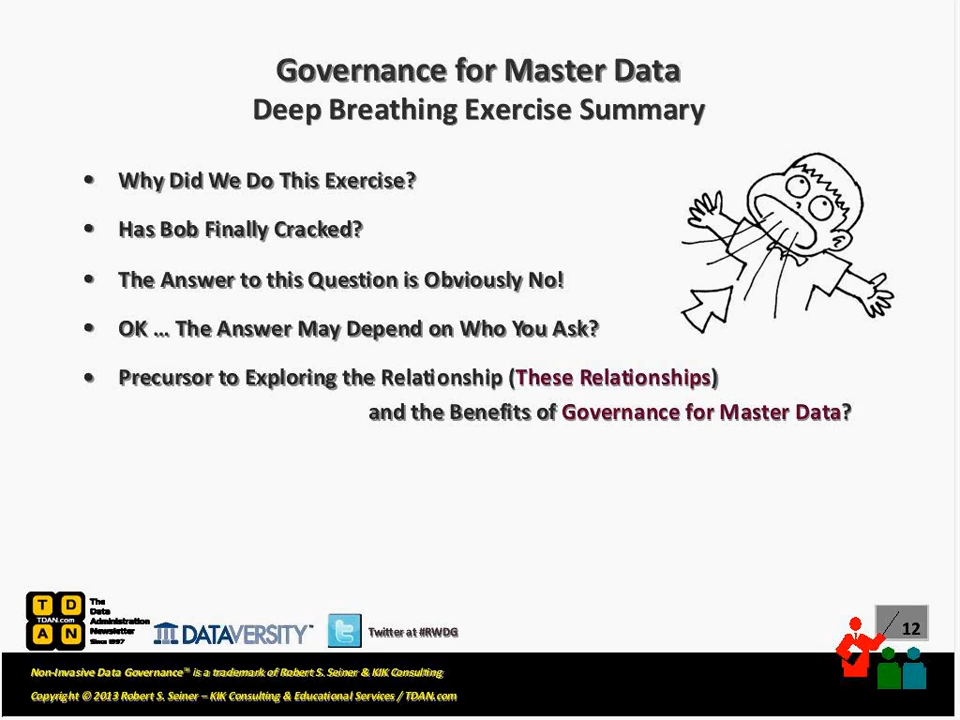 Governance for Master Data
Deep Breathing Exercise Summary
• Why Did We Do This Exercise?
• Has Bob Finally Cracked?
• The Answer to this Question is Obviously No!
• OK … The Answer May Depend on Who You Ask?
• Precursor to Exploring the Relationship (These Relationships)
and the Benefits of Governance for Master Data?
T D
TDAN.com
A N
The
Data
Administration
Newsletter
Since 1997
DATAVERSITY™
Twitter at #RWDG
12
Non-Invasive Data Governance™ is a trademark of Robert S. Seiner & KIK Consulting
Copyright © 2013 Robert S. Seiner – KIK Consulting & Educational Services / TDAN.com